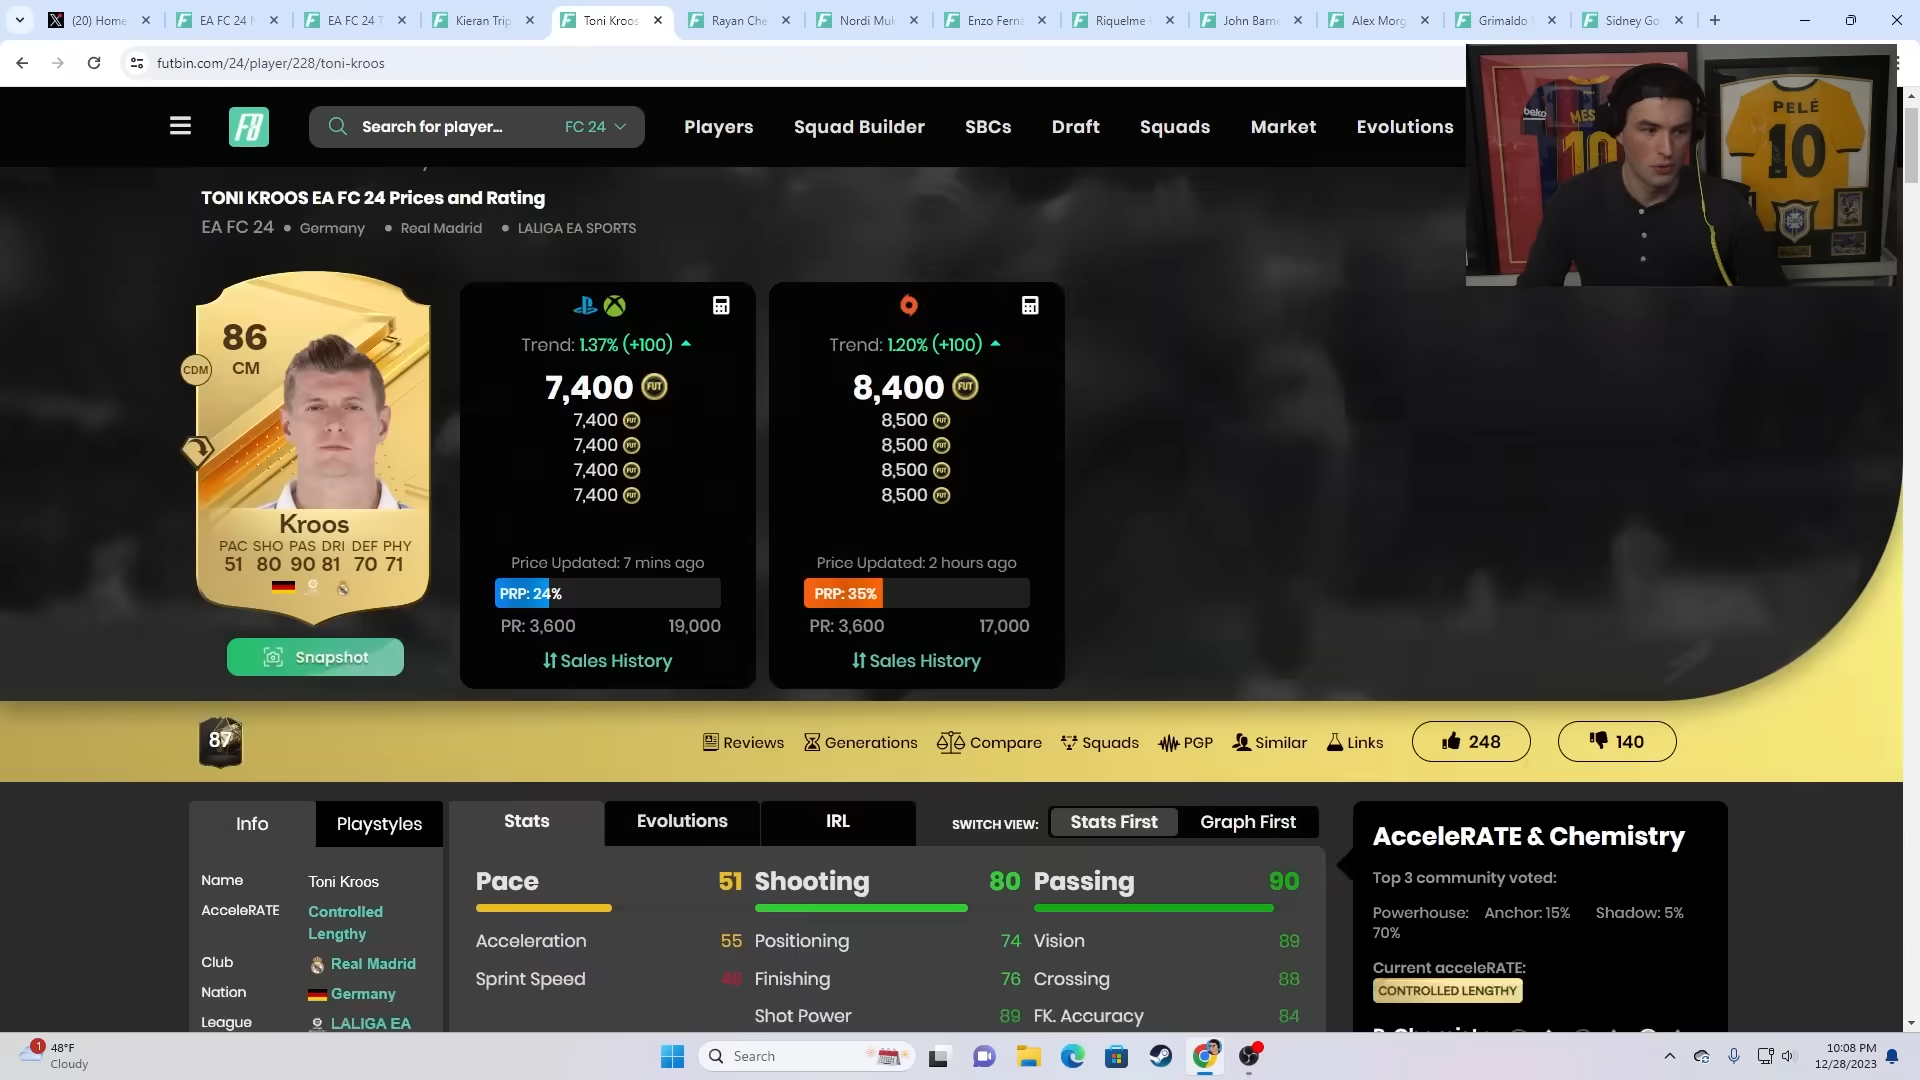 (20) Home
EA FC 24
EA FC 24 T
Kieran Trip
Toni Kroos
Rayan Che
Nordi Muk
Enzo Fern
Riquelme
John Barn
Alex Morg
Grimaldo
Sidney Go
futbin.com/24/player/228/toni-kroos
Search for player...
FC 24
Players
Squad Builder
SBCs
Draft
Squads
Market
Evolutions
beko
MES
10
PELÉ
10
TONI KROOS EA FC 24 Prices and Rating
EA FC 24 • Germany • Real Madrid • LALIGA EA SPORTS
86
CM
CDM
Kroos
PAC SHO PAS DRI DEF PHY
51 80 90 81 70 71
Snapshot
Trend: 1.37% (+100)
7,400
7,400
7,400
7,400
7,400
Price Updated: 7 mins ago
PRP: 24%
PR: 3,600 19,000
Sales History
Trend: 1.20% (+100)
8,400
8,500
8,500
8,500
8,500
Price Updated: 2 hours ago
PRP: 35%
PR: 3,600 17,000
Sales History
87
Reviews
Generations
Compare
Squads
PGP
Similar
Links
248
140
Info
Playstyles
Stats
Evolutions
IRL
SWITCH VIEW:
Stats First
Graph First
Name Toni Kroos
AcceleRATE Controlled
Lengthy
Club Real Madrid
Nation Germany
League LALIGA EA
Pace 51
Acceleration 55
Sprint Speed 48
Shooting 80
Positioning 74
Finishing 76
Shot Power 89
Passing 90
Vision 89
Crossing 88
FK. Accuracy 84
AcceleRATE & Chemistry
Top 3 community voted:
Powerhouse: Anchor: 15% Shadow: 5%
70%
Current acceleRATE:
CONTROLLED LENGTHY
1
48°F
Cloudy
Search
10:08 PM
12/28/2023